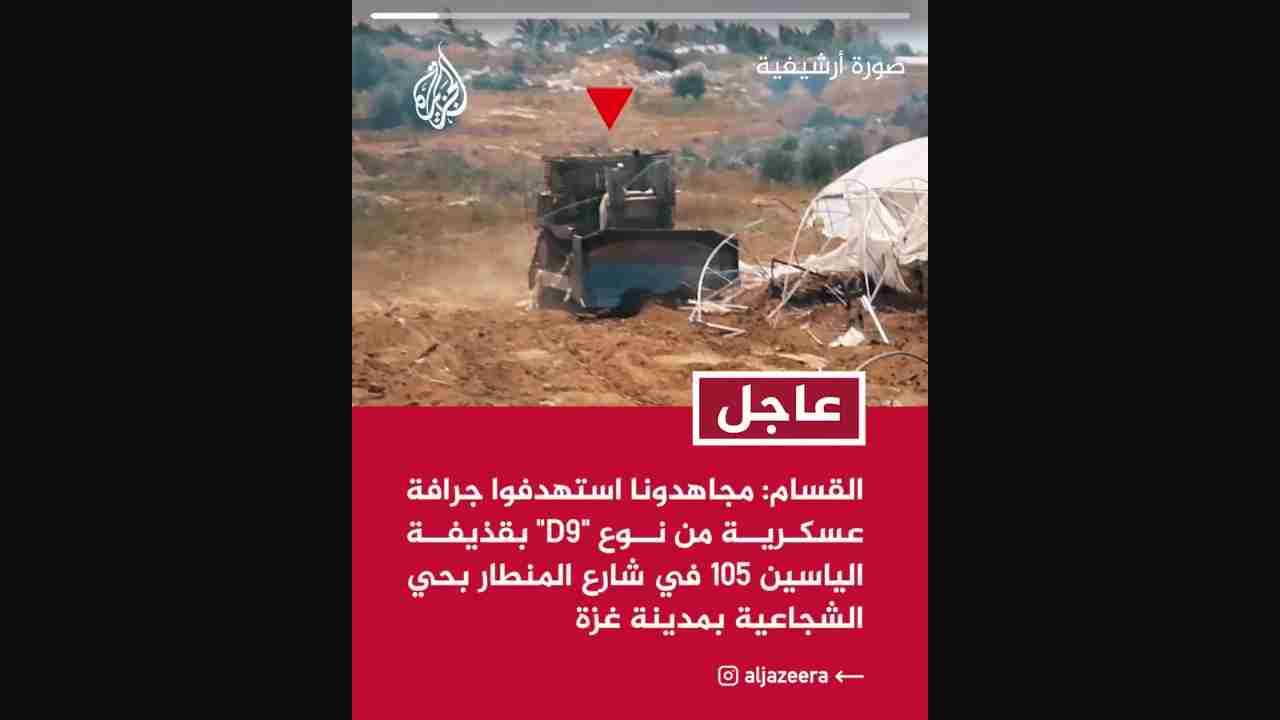 صورة أرشيفية
الجزيرة
عاجل
القسام: مجاهدونا استهدفوا جرافة
عسكرية من نوع "D9" بقذيفة
الياسين 105 في شارع المنطار بحي
الشجاعية بمدينة غزة
aljazeera